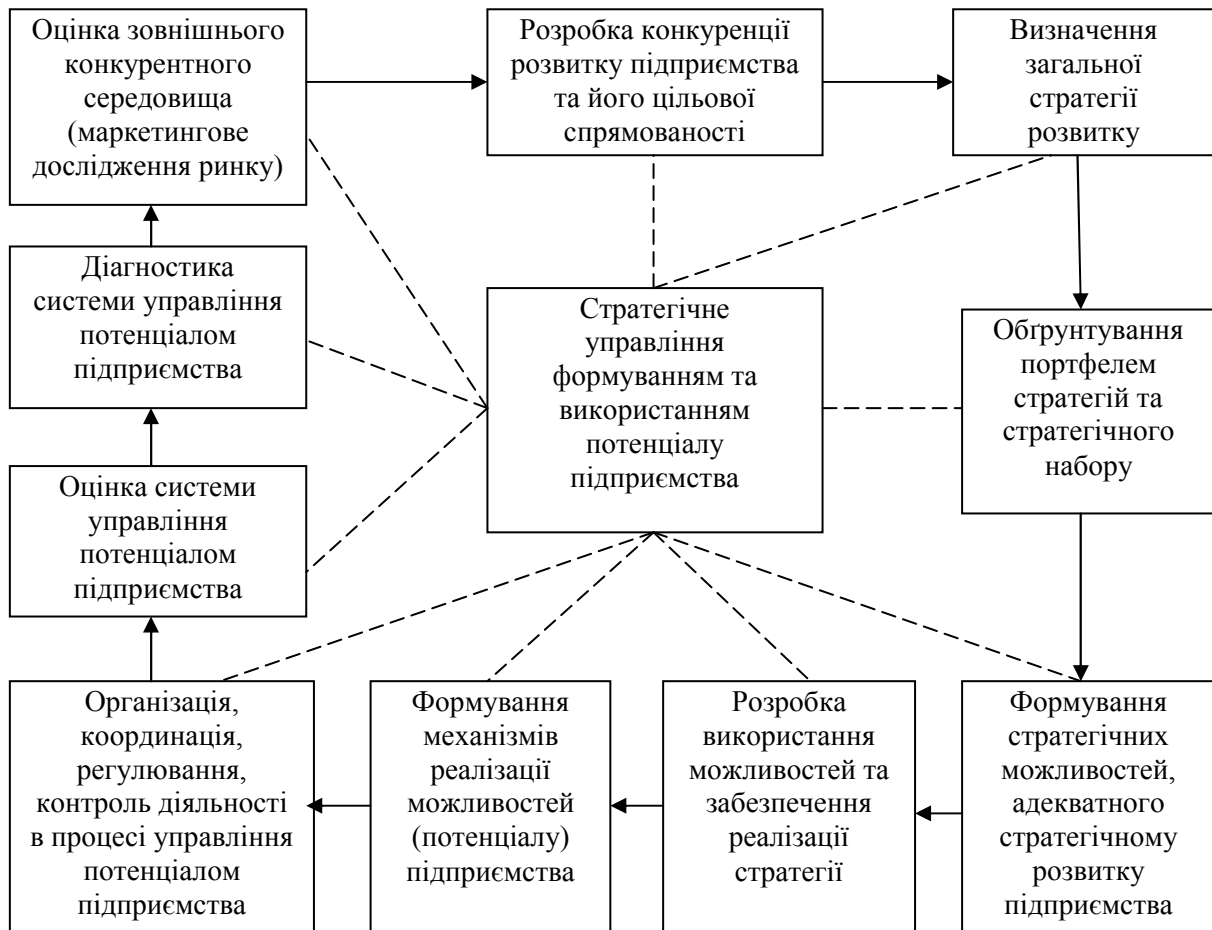 Оцінка зовнішнього
конкурентного
середовища
(маркетингове
дослідження ринку)
Розробка конкуренції
розвитку підприємства
та його цільової
спрямованості
Визначення
загальної
стратегії
розвитку
Діагностика
системи управління
потенціалом
підприємства
Стратегічне
управління
формуванням та
використанням
потенціалу
підприємства
Обґрунтування
портфелем
стратегій та
стратегічного
набору
Оцінка системи
управління
потенціалом
підприємства
Організація,
координація,
регулювання,
контроль діяльності
в процесі управління
потенціалом
підприємства
Формування
механізмів
реалізації
можливостей
(потенціалу)
підприємства
Розробка
використання
можливостей та
забезпечення
реалізації
стратегії
Формування
стратегічних
можливостей,
адекватного
стратегічному
розвитку
підприємства